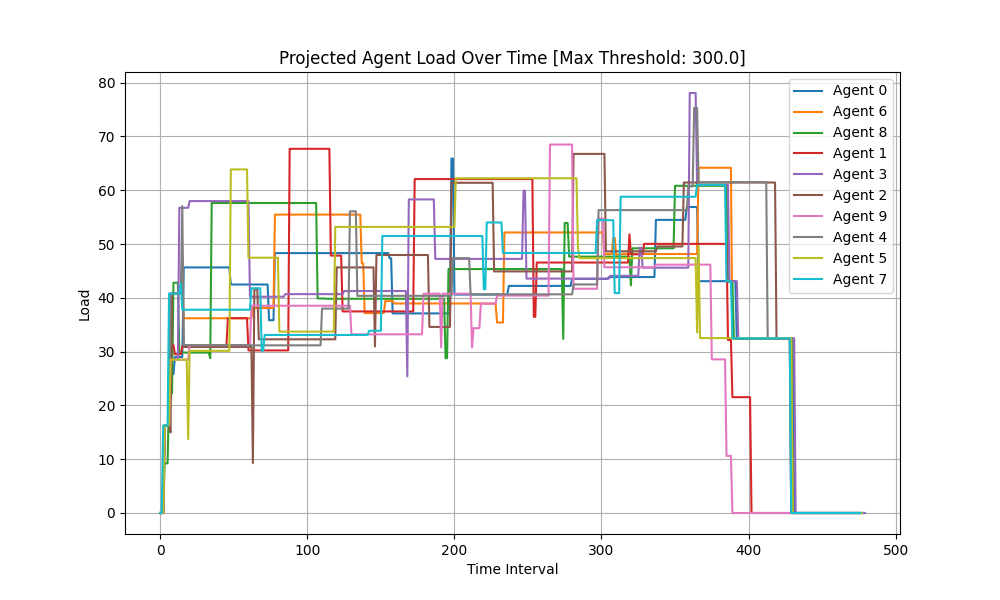 Projected Agent Load Over Time [Max Threshold: 300.0]
Load
80
70
60
50
40
30
20
10
0
0 100 200 300 400 500
Time Interval
Agent 0
Agent 6
Agent 8
Agent 1
Agent 3
Agent 2
Agent 9
Agent 4
Agent 5
Agent 7